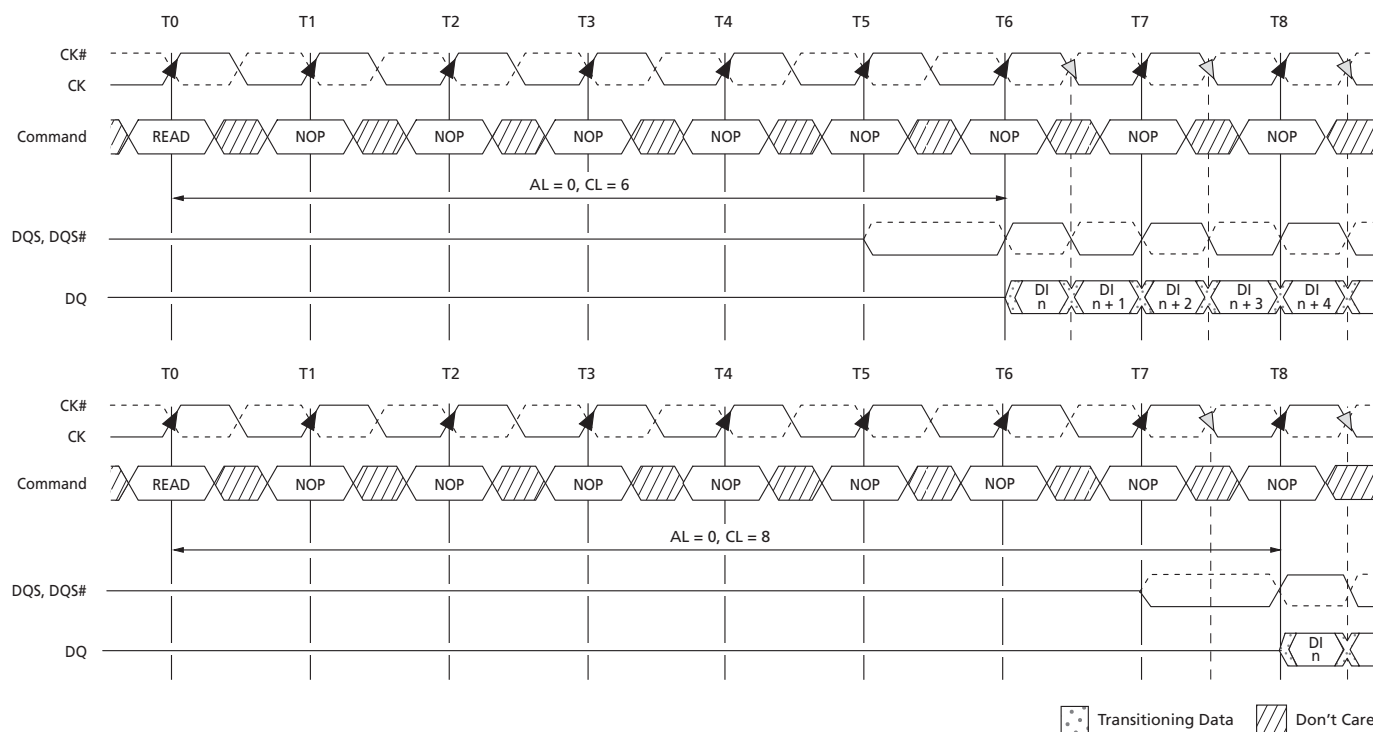 T0 T1 T2 T3 T4 T5 T6 T7 T8
CK#
CK
Command READ NOP NOP NOP NOP NOP NOP NOP NOP
AL = 0, CL = 6
DQS, DQS#
DQ DI n DI n + 1 DI n + 2 DI n + 3 DI n + 4
T0 T1 T2 T3 T4 T5 T6 T7 T8
CK#
CK
Command READ NOP NOP NOP NOP NOP NOP NOP NOP
AL = 0, CL = 8
DQS, DQS#
DQ DI n
Transitioning Data Don't Care